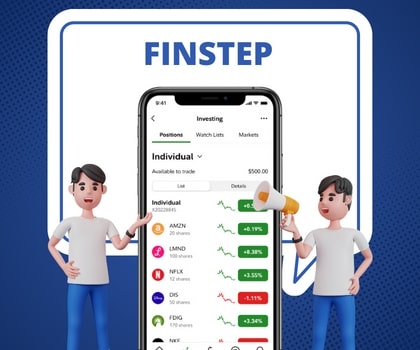 FINSTEP
9:41
Investing
Positions Watch Lists Markets
Individual
Available to trade $500.00
List Details
Individual
AMZN +0.19%
20 shares
LMND +8.38%
100 shares
NFLX +3.55%
12 shares
DIS -1.11%
50 shares
FDIG +3.34%
170 shares